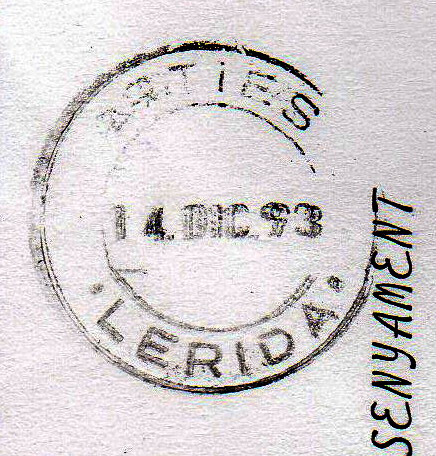 ARTIES
14.DIC.93
·LERIDA·
SENYAMENT